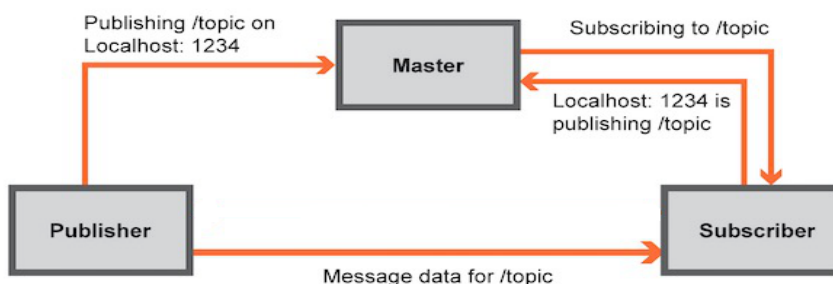 Publishing /topic on
Localhost: 1234
Subscribing to /topic
Master
Localhost: 1234 is
publishing /topic
Publisher
Subscriber
Message data for /topic